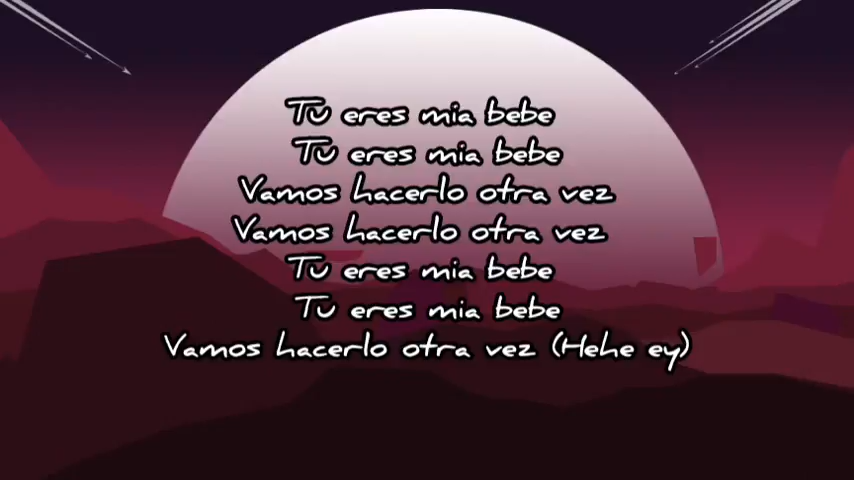 Tu eres mia bebe
Tu eres mia bebe
Vamos hacerlo otra vez
Vamos hacerlo otra vez
Tu eres mia bebe
Tu eres mia bebe
Vamos hacerlo otra vez (Hehe ey)